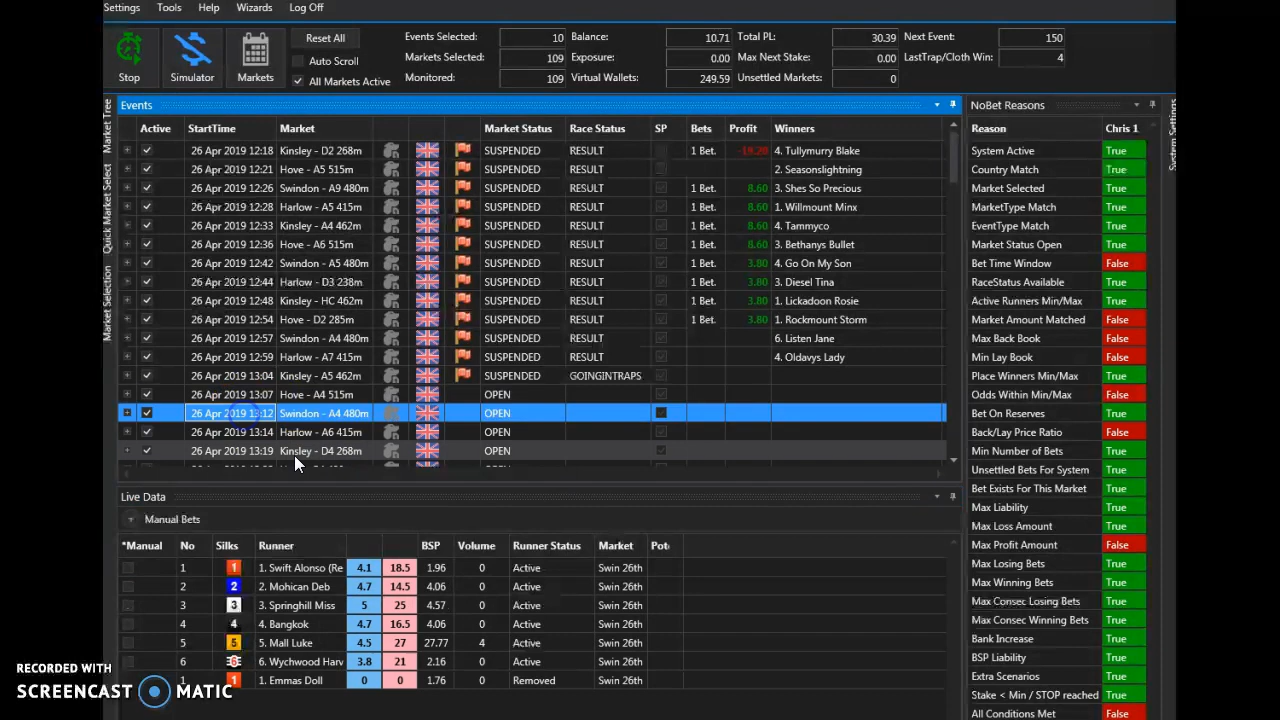 Settings Tools Help Wizards Log Off
Stop Simulator Markets
Reset All
Auto Scroll
All Markets Active
Events Selected: 10 Balance: 10.71 Total PL: 30.39 Next Event: 150
Markets Selected: 109 Exposure: 0.00 Max Next Stake: 0.00 LastTrap/Cloth Win: 4
Monitored: 109 Virtual Wallets: 249.59 Unsettled Markets: 0
Market Tree
Quick Market Select
Market Selection
Events
Active StartTime Market Market Status Race Status SP Bets Profit Winners
26 Apr 2019 12:18 Kinsley - D2 268m SUSPENDED RESULT 1 Bet. 4. Tullymurry Blake
26 Apr 2019 12:21 Hove - A5 515m SUSPENDED RESULT 2. Seasonslightning
26 Apr 2019 12:26 Swindon - A9 480m SUSPENDED RESULT 1 Bet. 8.60 3. Shes So Precious
26 Apr 2019 12:28 Harlow - A5 415m SUSPENDED RESULT 1 Bet. 8.60 1. Willmount Minx
26 Apr 2019 12:33 Kinsley - A4 462m SUSPENDED RESULT 1 Bet. 8.60 4. Tammyco
26 Apr 2019 12:36 Hove - A6 515m SUSPENDED RESULT 1 Bet. 8.60 3. Bethanys Bullet
26 Apr 2019 12:42 Swindon - A5 480m SUSPENDED RESULT 1 Bet. 3.80 4. Go On My Son
26 Apr 2019 12:44 Harlow - D3 238m SUSPENDED RESULT 1 Bet. 3.80 3. Diesel Tina
26 Apr 2019 12:48 Kinsley - HC 462m SUSPENDED RESULT 1 Bet. 3.80 1. Lickadoon Rosie
26 Apr 2019 12:54 Hove - D2 285m SUSPENDED RESULT 1 Bet. 3.80 1. Rockmount Storm
26 Apr 2019 12:57 Swindon - A5 480m SUSPENDED RESULT 6. Listen Jane
26 Apr 2019 12:59 Harlow - A7 415m SUSPENDED RESULT 4. Oldavys Lady
26 Apr 2019 13:04 Kinsley - A5 462m SUSPENDED GOINGINTRAPS
26 Apr 2019 13:07 Hove - A4 515m OPEN
26 Apr 2019 13:12 Swindon - A4 480m OPEN
26 Apr 2019 13:14 Harlow - A6 415m OPEN
26 Apr 2019 13:19 Kinsley - D4 268m OPEN
Live Data
Manual Bets
*Manual No Silks Runner BSP Volume Runner Status Market Pot
1 1 1. Swift Alonso (Re 4.1 18.5 1.96 0 Active Swin 26th
2 2 2. Mohican Deb 4.7 14.5 4.06 0 Active Swin 26th
3 3 3. Springhill Miss 5 25 4.57 0 Active Swin 26th
4 4 4. Bangkok 4.7 16.5 4.06 0 Active Swin 26th
5 5 5. Mall Luke 4.5 27 27.77 4 Active Swin 26th
6 6 6. Wychwood Harv 3.8 21 2.16 0 Active Swin 26th
1 1 1. Emmas Doll 0 0 1.76 0 Removed Swin 26th
NoBet Reasons
Reason Chris 1
System Active True
Country Match True
Market Selected True
MarketType Match True
EventType Match True
Market Status Open True
Bet Time Window False
RaceStatus Available True
Active Runners Min/Max True
Market Amount Matched False
Max Back Book False
Min Lay Book False
Place Winners Min/Max True
Odds Within Min/Max False
Bet On Reserves True
Back/Lay Price Ratio False
Min Number of Bets True
Unsettled Bets For System True
Bet Exists For This Market True
Max Liability True
Max Loss Amount True
Max Profit Amount False
Max Losing Bets True
Max Winning Bets True
Max Consec Losing Bets True
Max Consec Winning Bets True
Bank Increase True
BSP Liability True
Extra Scenarios True
Stake < Min / STOP reached True
All Conditions Met False
System Settings
RECORDED WITH
SCREENCAST MATIC